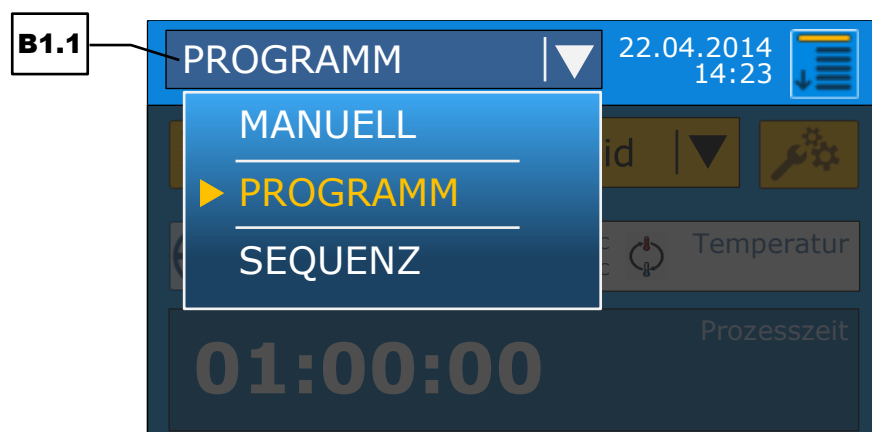 B1.1
PROGRAMM
22.04.2014
14:23
MANUELL
PROGRAMM
SEQUENZ
id
C
C
Temperatur
Prozesszeit
01:00:00